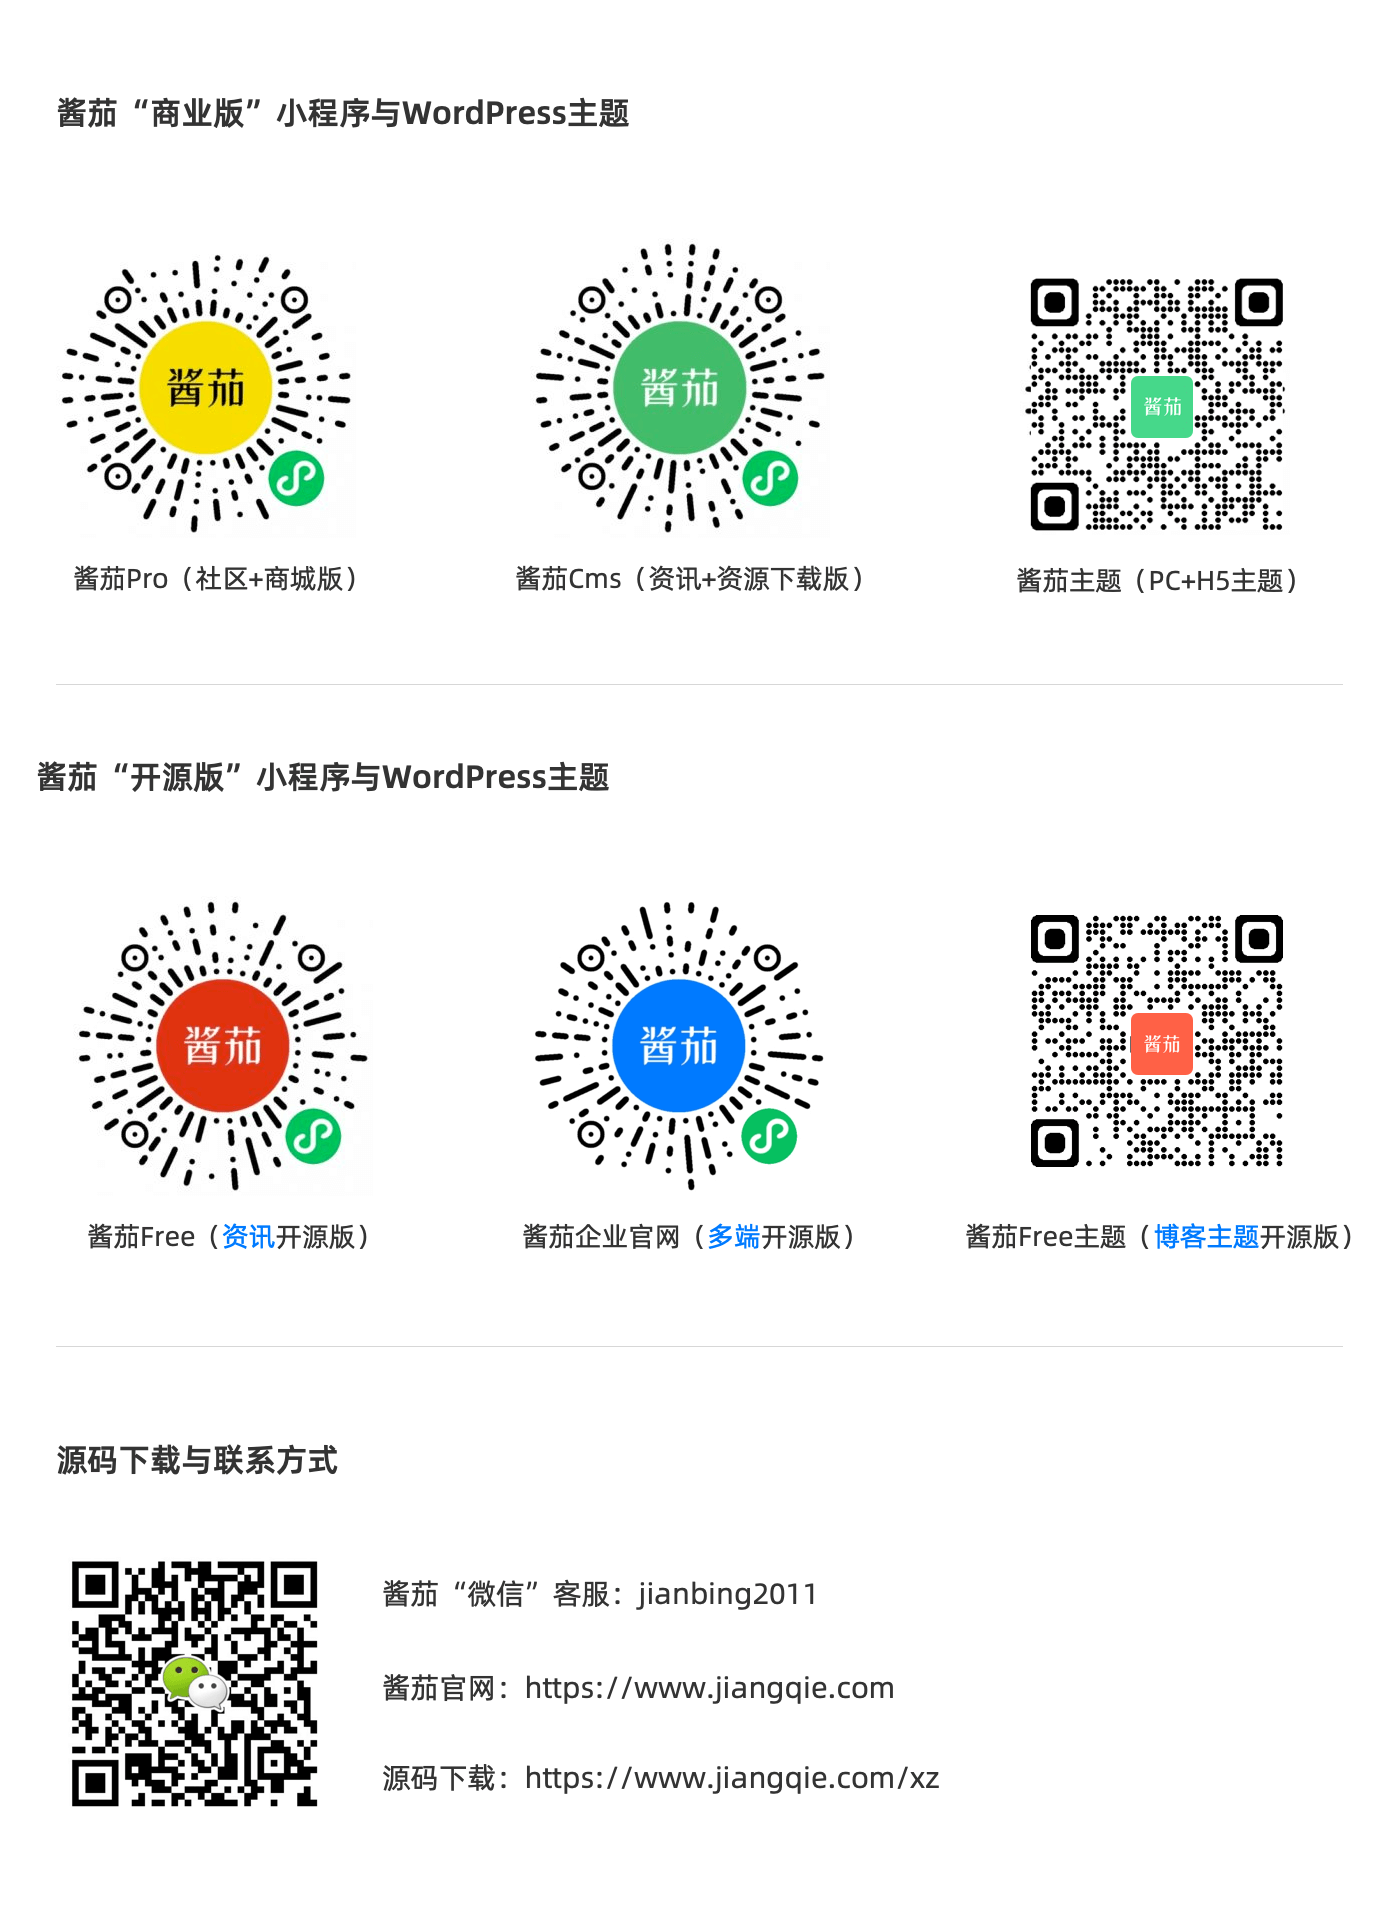 酱茄“商业版”小程序与WordPress主题
酱茄
酱茄
酱茄
酱茄Pro（社区+商城版）
酱茄Cms（资讯+资源下载版）
酱茄主题（PC+H5主题）
酱茄“开源版”小程序与WordPress主题
酱茄
酱茄
酱茄
酱茄Free（资讯开源版）
酱茄企业官网（多端开源版）
酱茄Free主题（博客主题开源版）
源码下载与联系方式
酱茄“微信”客服：jianbing2011
酱茄官网：https://www.jiangqie.com
源码下载：https://www.jiangqie.com/xz